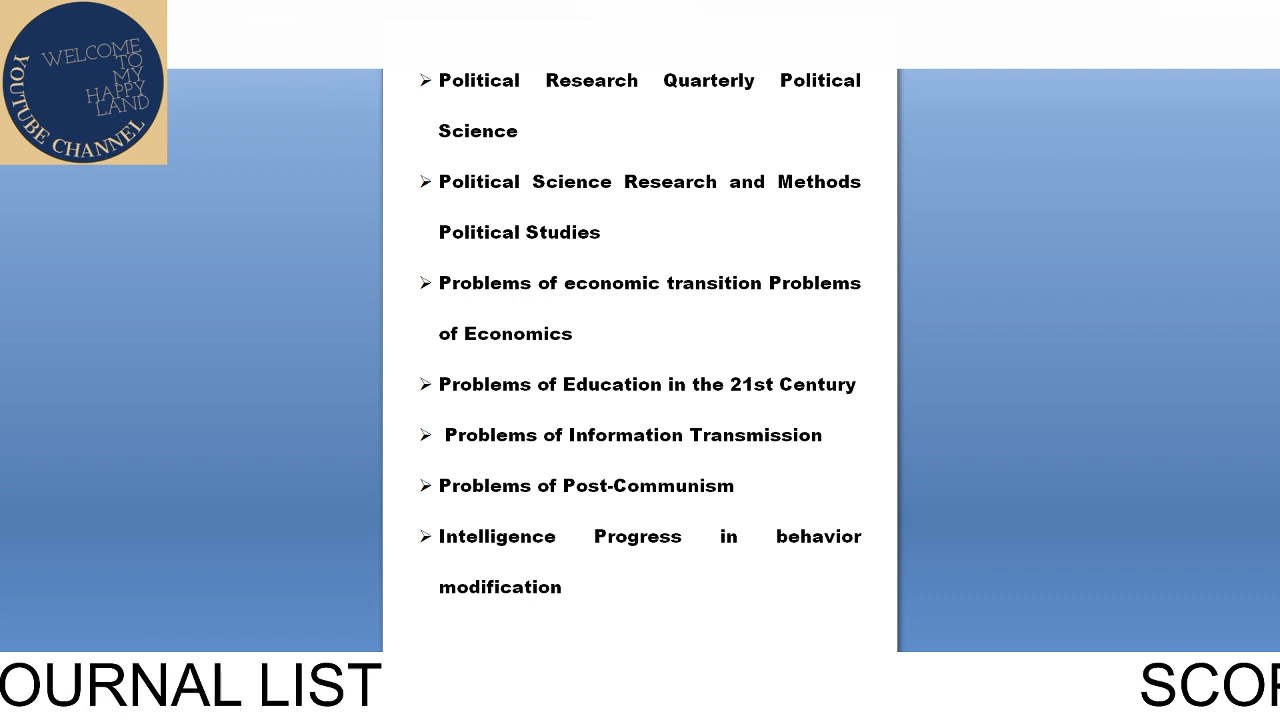 WELCOME
TO
MY
HAPPY
LAND
YOUTUBE CHANNEL
➢ Political Research Quarterly Political
Science
➢ Political Science Research and Methods
Political Studies
➢ Problems of economic transition Problems
of Economics
➢ Problems of Education in the 21st Century
➢ Problems of Information Transmission
➢ Problems of Post-Communism
➢ Intelligence Progress in behavior
modification
OURNAL LIST SCOP